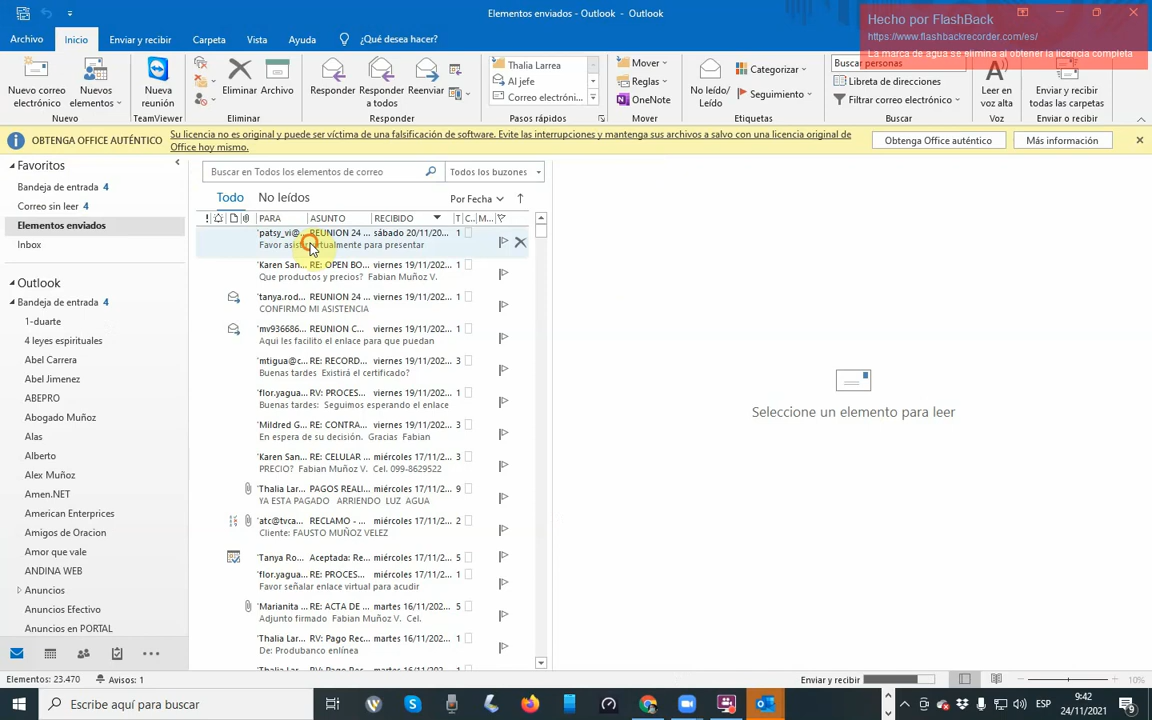 Elementos enviados - Outlook - Outlook
Hecho por FlashBack
https://www.flashbackrecorder.com/es/
La marca de agua se elimina al obtener la licencia completa
Archivo Inicio Enviar y recibir Carpeta Vista Ayuda ¿Qué desea hacer?
Nuevo correo electrónico
Nuevos elementos
Nuevo
Nueva reunión
TeamViewer
Eliminar Archivo
Eliminar
Responder Responder a todos Reenviar
Responder
Thalia Larrea
Al jefe
Correo electróni...
Pasos rápidos
Mover
Reglas
OneNote
Mover
No leído/ Leído
Categorizar
Seguimiento
Etiquetas
Buscar personas
Libreta de direcciones
Filtrar correo electrónico
Buscar
Leer en voz alta
Voz
Enviar y recibir todas las carpetas
Enviar o recibir
OBTENGA OFFICE AUTÉNTICO
Su licencia no es original y puede ser víctima de una falsificación de software. Evite las interrupciones y mantenga sus archivos a salvo con una licencia original de
Office hoy mismo.
Obtenga Office auténtico
Más información
Favoritos
Bandeja de entrada 4
Correo sin leer 4
Elementos enviados
Inbox
Outlook
Bandeja de entrada 4
1-duarte
4 leyes espirituales
Abel Carrera
Abel Jimenez
ABEPRO
Abogado Muñoz
Alas
Alberto
Alex Muñoz
Amen.NET
American Enterprices
Amigos de Oracion
Amor que vale
ANDINA WEB
Anuncios
Anuncios Efectivo
Anuncios en PORTAL
Buscar en Todos los elementos de correo
Todos los buzones
Todo No leídos Por Fecha
PARA ASUNTO RECIBIDO T C... M...
'patsy_vi@... REUNION 24 ... sábado 20/11/20... 1
Favor asistir virtualmente para presentar
'Karen San... RE: OPEN BO... viernes 19/11/202... 1
Que productos y precios? Fabian Muñoz V.
'tanya.rod... REUNION 24 ... viernes 19/11/202... 1
CONFIRMO MI ASISTENCIA
'mv936686... REUNION C... viernes 19/11/202... 1
Aqui les facilito el enlace para que puedan
'mtigua@c... RE: RECORD... viernes 19/11/202... 3
Buenas tardes Existirá el certificado?
'flor.yagua... RV: PROCES... viernes 19/11/202... 1
Buenas tardes: Seguimos esperando el enlace
'Mildred G... RE: CONTRA... viernes 19/11/202... 3
En espera de su decisión. Gracias Fabian
'Karen San... RE: CELULAR ... miércoles 17/11/2... 3
PRECIO? Fabian Muñoz V. Cel. 099-8629522
'Thalia Lar... PAGOS REALI... miércoles 17/11/2... 9
YA ESTA PAGADO ARRIENDO LUZ AGUA
'atc@tvca... RECLAMO - ... miércoles 17/11/2... 2
Cliente: FAUSTO MUÑOZ VELEZ
'Tanya Ro... Aceptada: Re... miércoles 17/11/2... 5
'flor.yagua... RE: PROCES... miércoles 17/11/2... 1
Favor señalar enlace virtual para acudir
'Marianita ... RE: ACTA DE ... martes 16/11/202... 5
Adjunto firmado Fabian Muñoz V. Cel.
'Thalia Lar... RV: Pago Rec... martes 16/11/202... 1
De: Produbanco enlínea
Seleccione un elemento para leer
Elementos: 23.470 Avisos: 1
Enviar y recibir
10%
Escribe aquí para buscar
ESP
9:42
24/11/2021